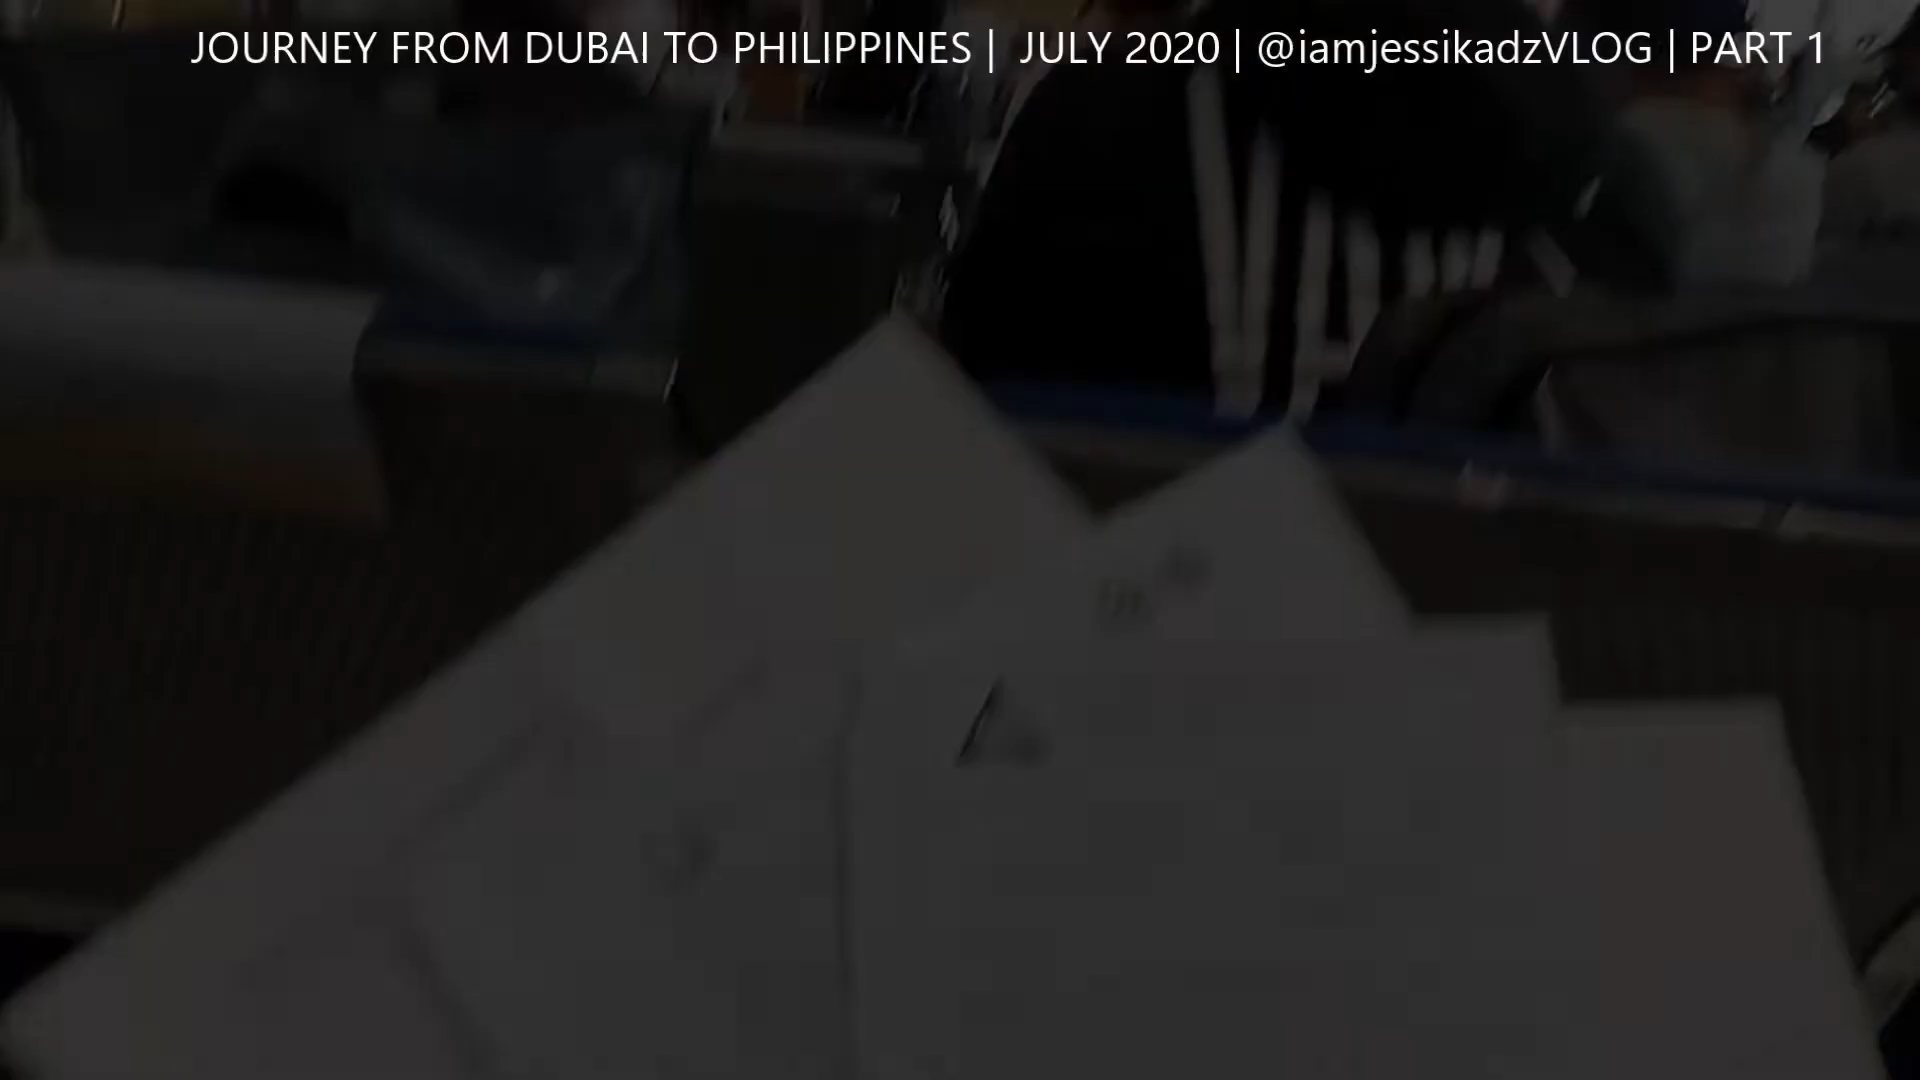 JOURNEY FROM DUBAI TO PHILIPPINES | JULY 2020 | @iamjessikadzVLOG | PART 1